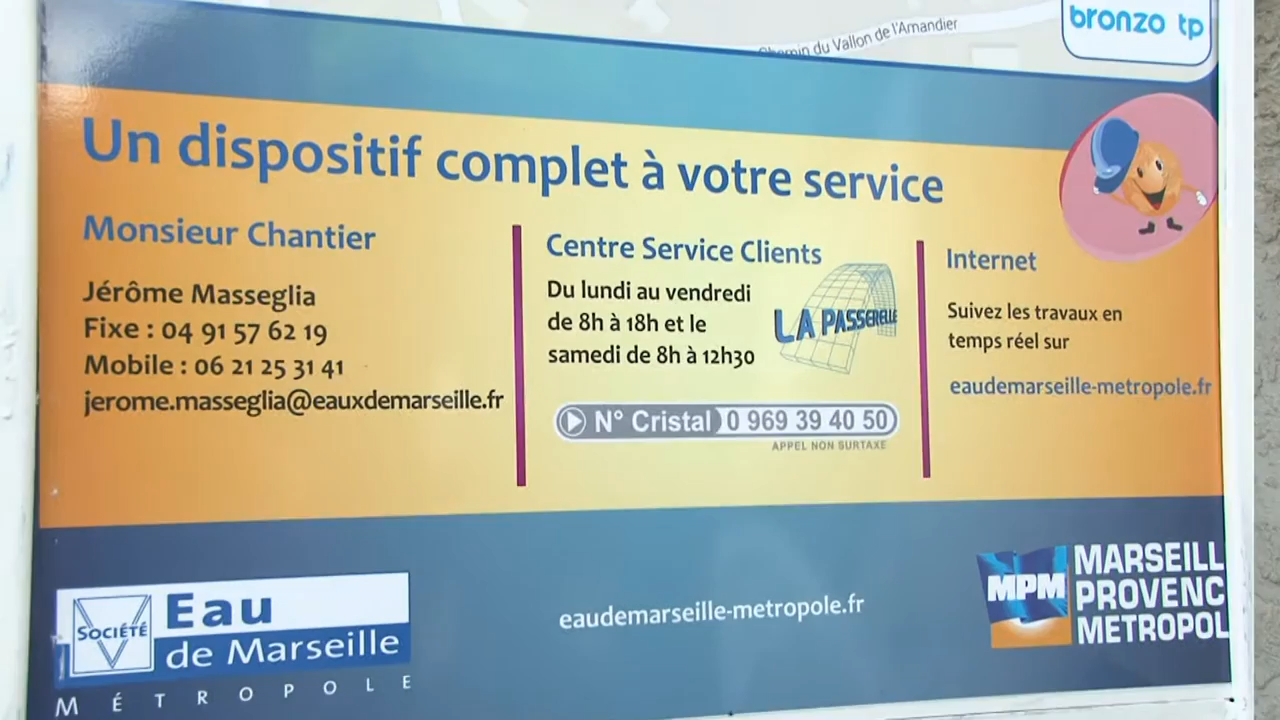 Chemin du Vallon de l'Amandier
bronzo tp
Un dispositif complet à votre service
Monsieur Chantier
Jérôme Masseglia
Fixe : 04 91 57 62 19
Mobile : 06 21 25 31 41
jerome.masseglia@eauxdemarseille.fr
Centre Service Clients
Du lundi au vendredi
de 8h à 18h et le
samedi de 8h à 12h30
LA PASSERELLE
N° Cristal 0 969 39 40 50
APPEL NON SURTAXE
Internet
Suivez les travaux en
temps réel sur
eaudemarseille-metropole.fr
SOCIÉTÉ
Eau
de Marseille
MÉTROPOLE
eaudemarseille-metropole.fr
MPM
MARSEILL
PROVENC
METROPOL